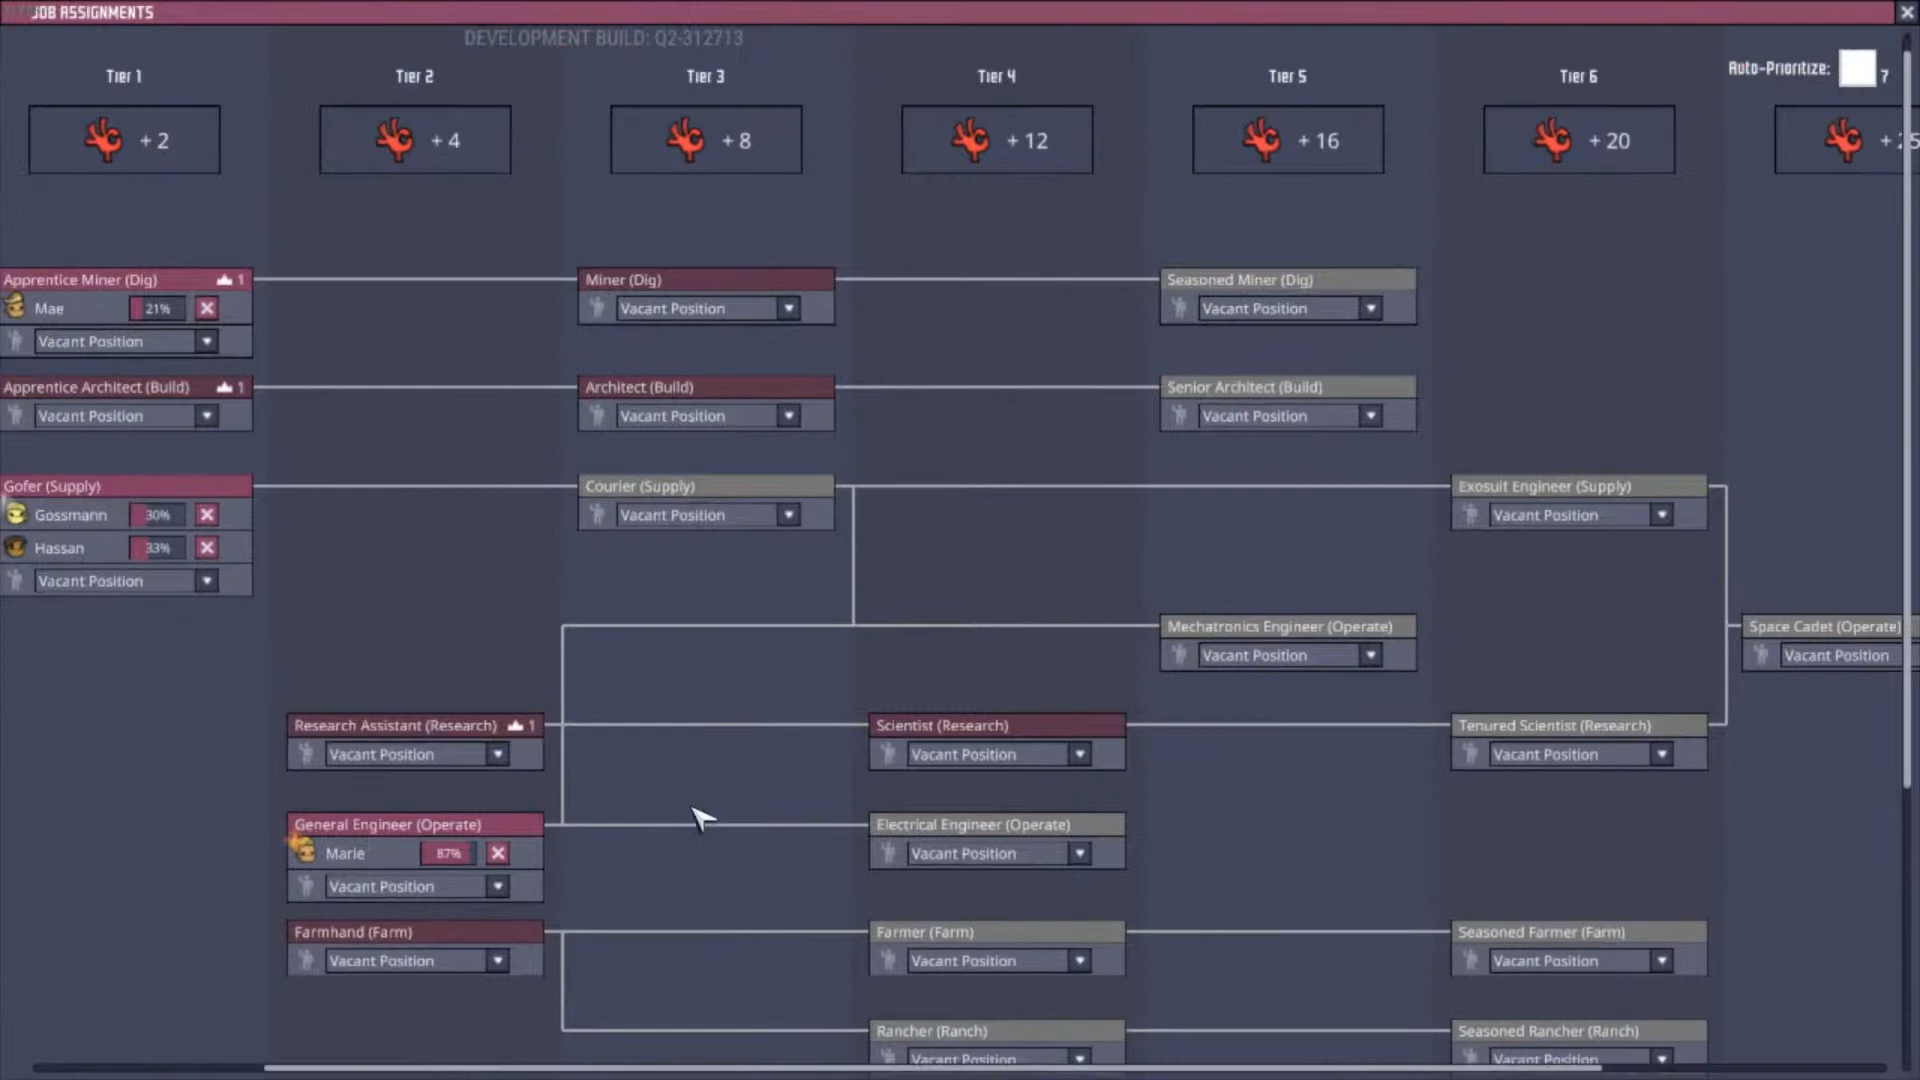 JOB ASSIGNMENTS
DEVELOPMENT BUILD: Q2-312713
Tier 1
Tier 2
Tier 3
Tier 4
Tier 5
Tier 6
Auto-Prioritize:
7
+ 2
+ 4
+ 8
+ 12
+ 16
+ 20
+ 25
Apprentice Miner (Dig) 1
Miner (Dig)
Seasoned Miner (Dig)
Mae 21%
Vacant Position
Vacant Position
Vacant Position
Apprentice Architect (Build) 1
Architect (Build)
Senior Architect (Build)
Vacant Position
Vacant Position
Vacant Position
Gofer (Supply)
Courier (Supply)
Exosuit Engineer (Supply)
Gossmann 30%
Vacant Position
Vacant Position
Hassan 33%
Vacant Position
Mechatronics Engineer (Operate)
Space Cadet (Operate)
Vacant Position
Vacant Position
Research Assistant (Research) 1
Scientist (Research)
Tenured Scientist (Research)
Vacant Position
Vacant Position
Vacant Position
General Engineer (Operate)
Electrical Engineer (Operate)
Marie 87%
Vacant Position
Vacant Position
Farmhand (Farm)
Farmer (Farm)
Seasoned Farmer (Farm)
Vacant Position
Vacant Position
Vacant Position
Rancher (Ranch)
Seasoned Rancher (Ranch)
Vacant Position
Vacant Position